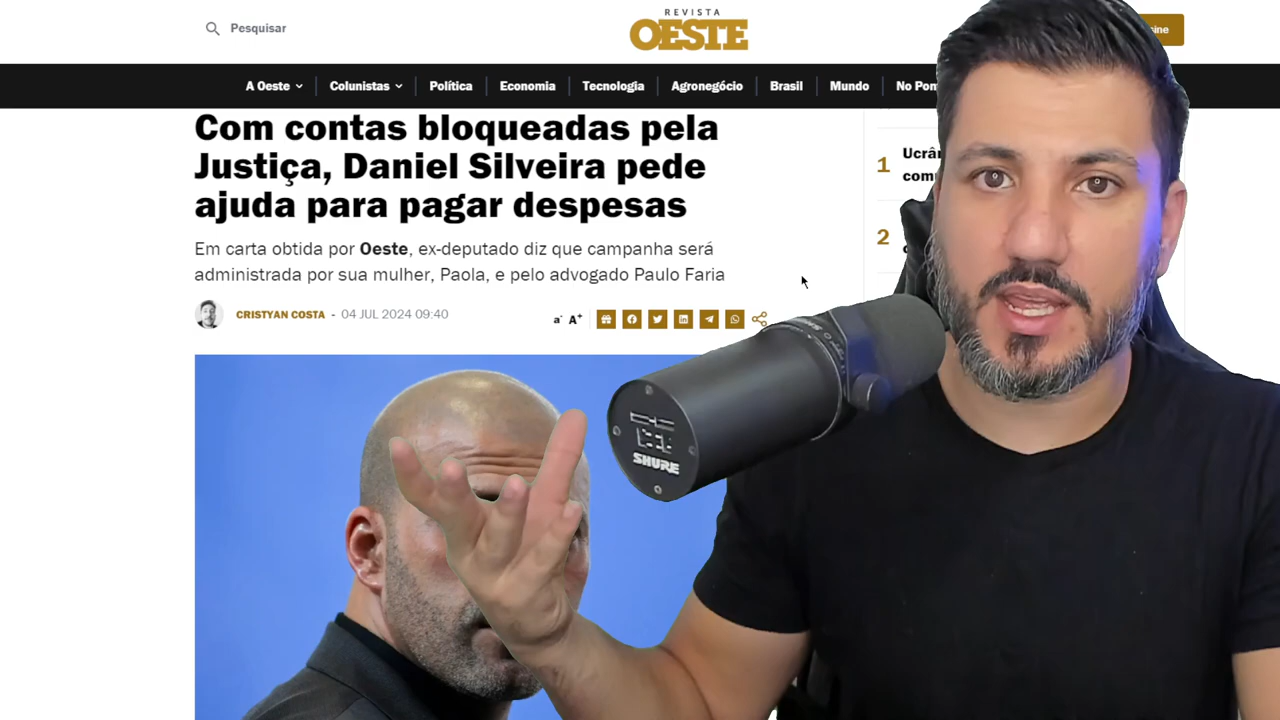 Pesquisar
REVISTA
OESTE
A Oeste
Colunistas
Política
Economia
Tecnologia
Agronegócio
Brasil
Mundo
No
Com contas bloqueadas pela
Justiça, Daniel Silveira pede
ajuda para pagar despesas
Em carta obtida por Oeste, ex-deputado diz que campanha será
administrada por sua mulher, Paola, e pelo advogado Paulo Faria
CRISTYAN COSTA - 04 JUL 2024 09:40
a- A+
1
2
SHURE